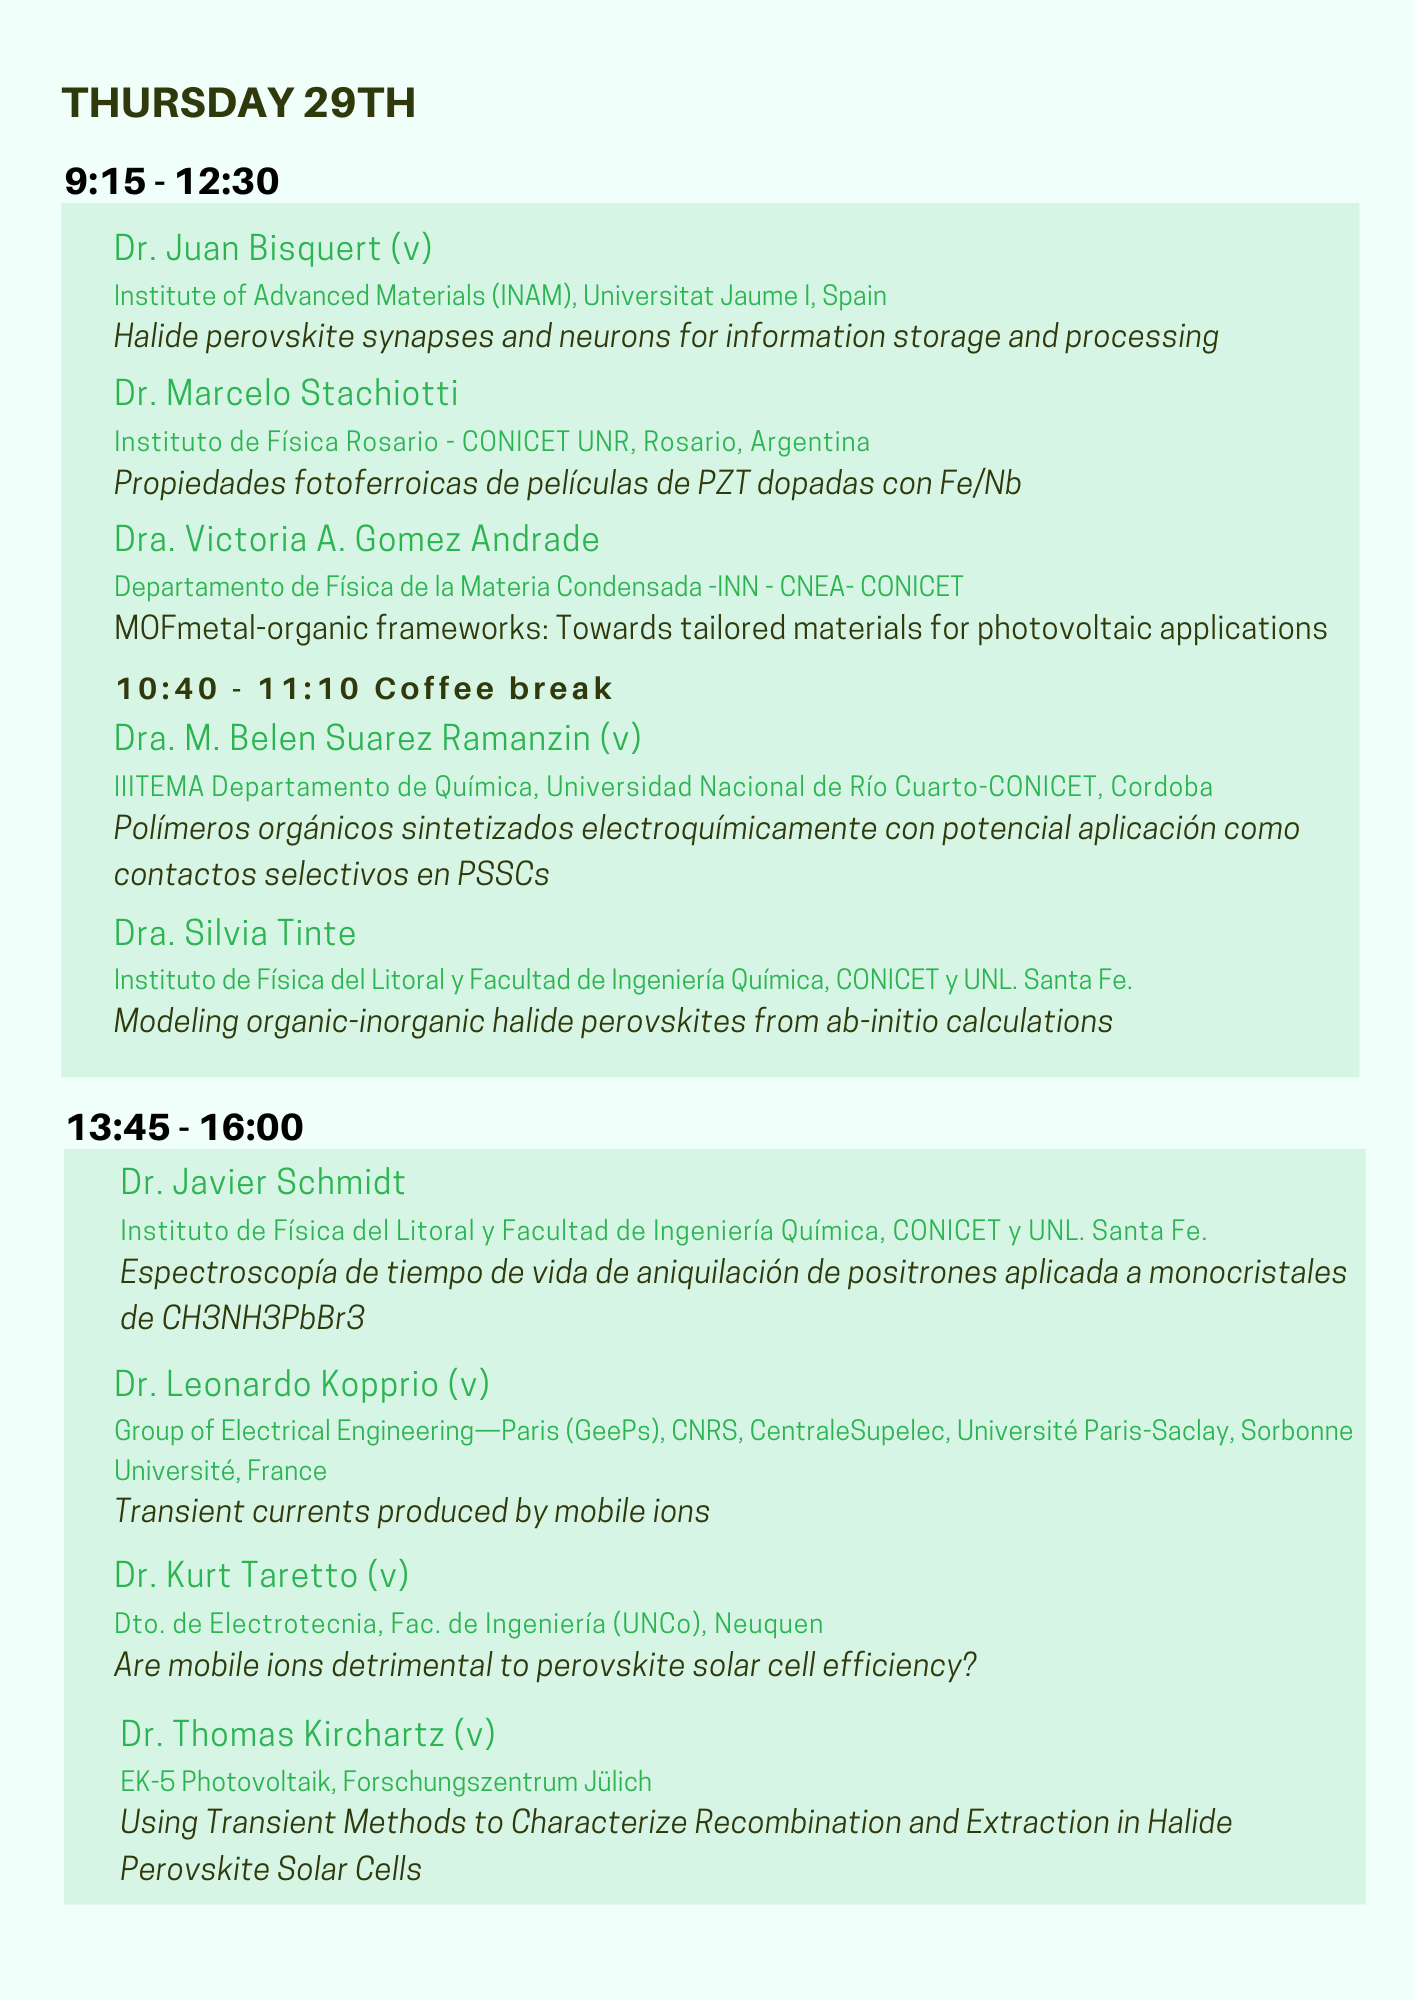 THURSDAY 29TH
9:15 - 12:30
Dr. Juan Bisquert (v)
Institute of Advanced Materials (INAM), Universitat Jaume I, Spain
Halide perovskite synapses and neurons for information storage and processing
Dr. Marcelo Stachiotti
Instituto de Física Rosario - CONICET UNR, Rosario, Argentina
Propiedades fotoferroicas de películas de PZT dopadas con Fe/Nb
Dra. Victoria A. Gomez Andrade
Departamento de Física de la Materia Condensada -INN - CNEA- CONICET
MOFmetal-organic frameworks: Towards tailored materials for photovoltaic applications
10:40 - 11:10 Coffee break
Dra. M. Belen Suarez Ramanzin (v)
IIITEMA Departamento de Química, Universidad Nacional de Río Cuarto-CONICET, Cordoba
Polímeros orgánicos sintetizados electroquímicamente con potencial aplicación como
contactos selectivos en PSSCs
Dra. Silvia Tinte
Instituto de Física del Litoral y Facultad de Ingeniería Química, CONICET y UNL. Santa Fe.
Modeling organic-inorganic halide perovskites from ab-initio calculations
13:45 - 16:00
Dr. Javier Schmidt
Instituto de Física del Litoral y Facultad de Ingeniería Química, CONICET y UNL. Santa Fe.
Espectroscopía de tiempo de vida de aniquilación de positrones aplicada a monocristales
de CH3NH3PbBr3
Dr. Leonardo Kopprio (v)
Group of Electrical Engineering—Paris (GeePs), CNRS, CentraleSupelec, Université Paris-Saclay, Sorbonne
Université, France
Transient currents produced by mobile ions
Dr. Kurt Taretto (v)
Dto. de Electrotecnia, Fac. de Ingeniería (UNCo), Neuquen
Are mobile ions detrimental to perovskite solar cell efficiency?
Dr. Thomas Kirchartz (v)
EK-5 Photovoltaik, Forschungszentrum Jülich
Using Transient Methods to Characterize Recombination and Extraction in Halide
Perovskite Solar Cells